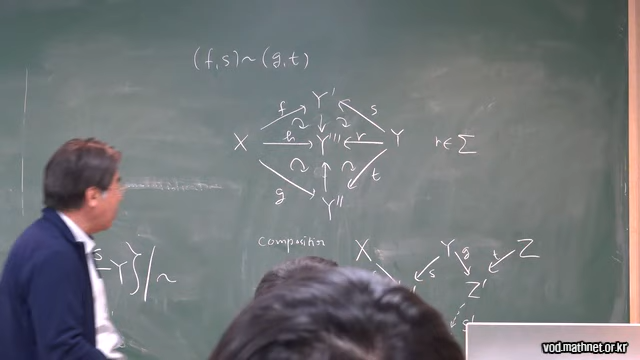 (f,s)~(g,t)
Y'
f s
X h Y''' r Y r∈Σ
g t
Y''
Composition X Y g Z
s Y}/~ s t
Z'
s'
vod.mathnet.or.kr